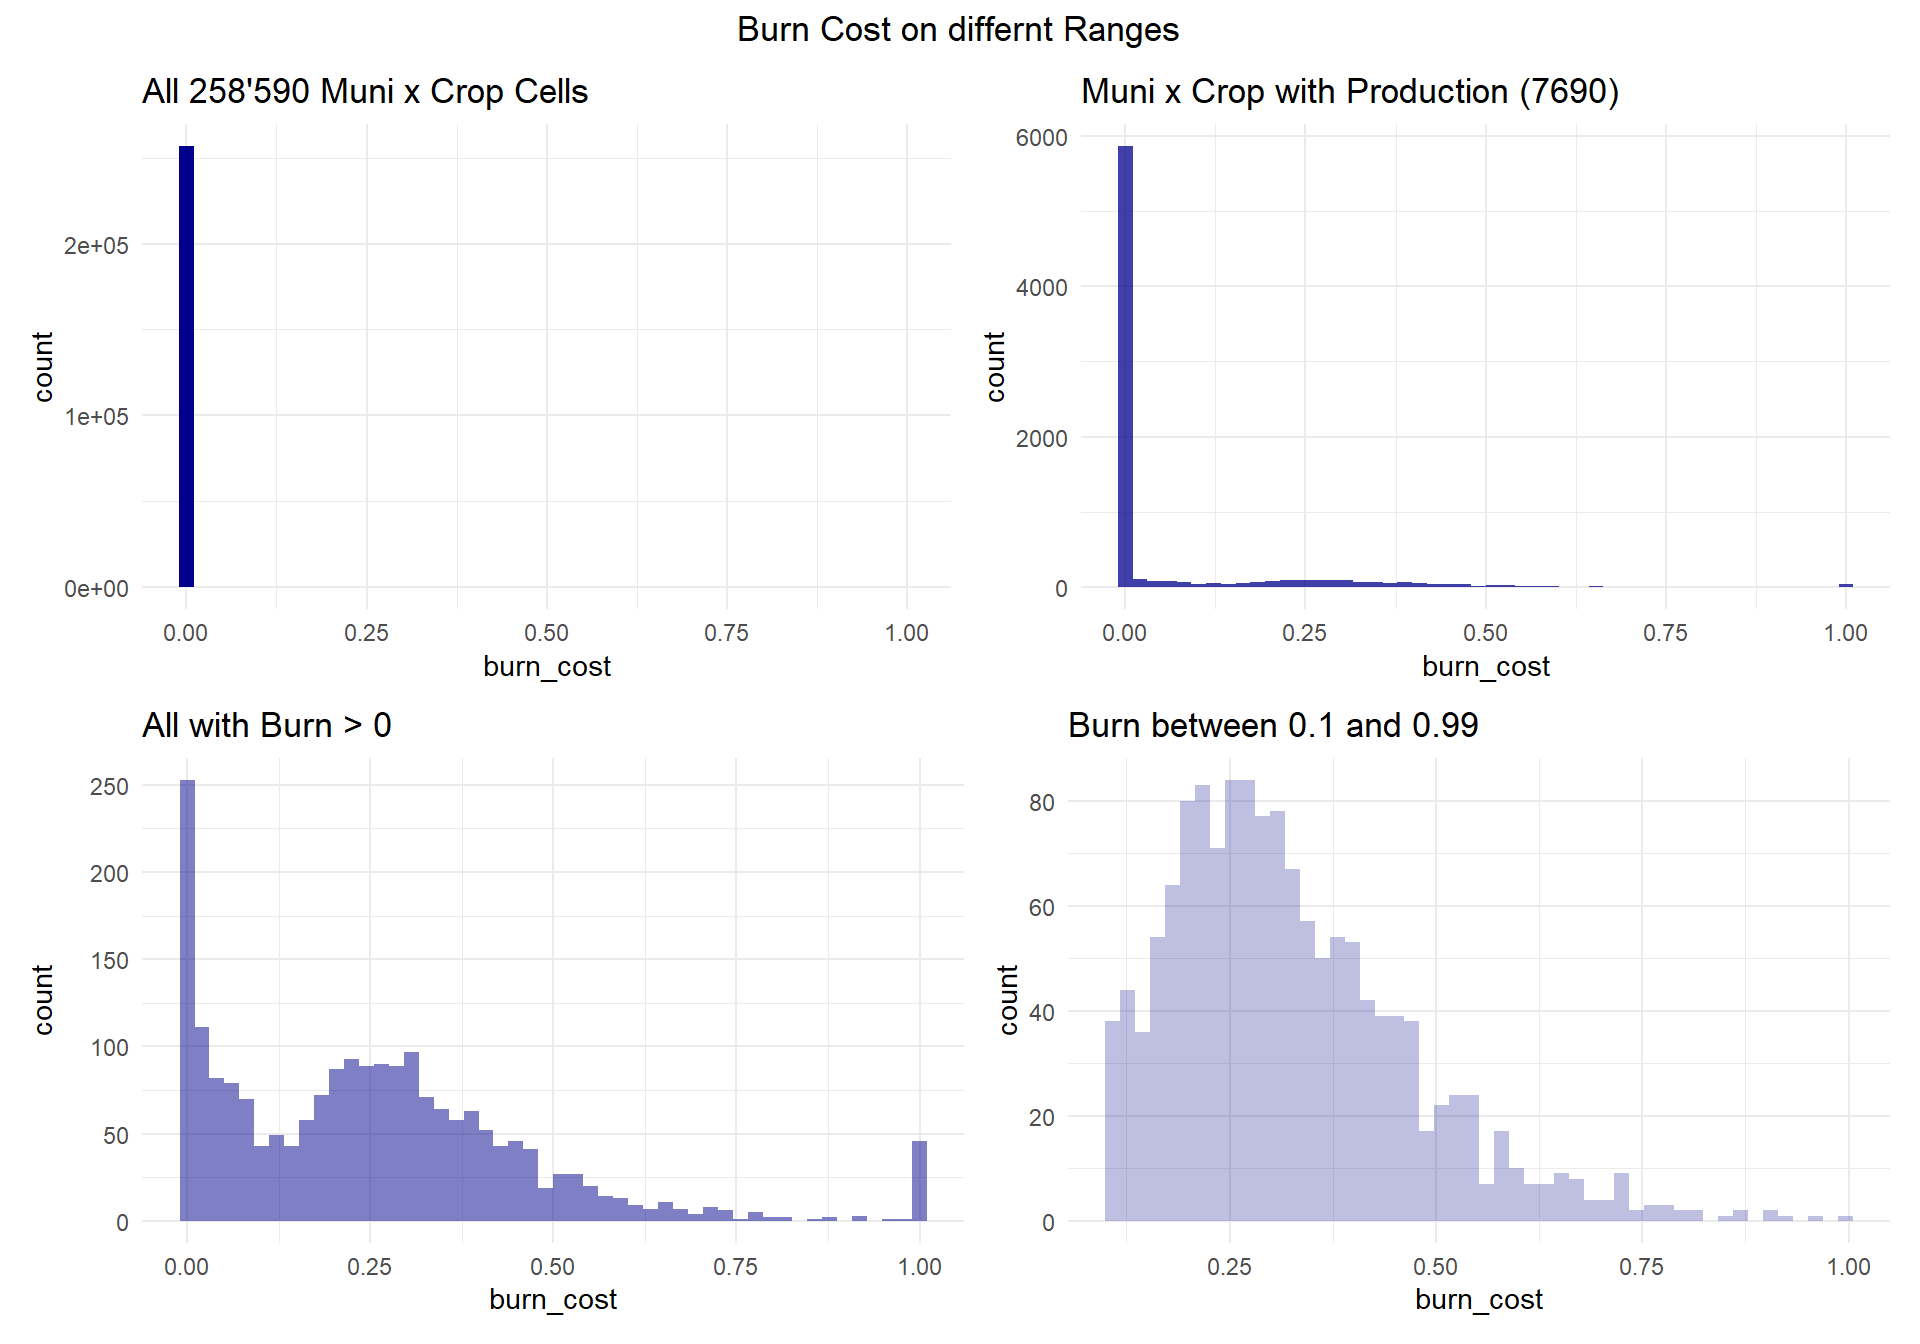 Burn Cost on differnt Ranges
All 258'590 Muni x Crop Cells
count
2e+05
1e+05
0e+00
0.00 0.25 0.50 0.75 1.00
burn_cost
Muni x Crop with Production (7690)
count
6000
4000
2000
0
0.00 0.25 0.50 0.75 1.00
burn_cost
All with Burn > 0
count
250
200
150
100
50
0
0.00 0.25 0.50 0.75 1.00
burn_cost
Burn between 0.1 and 0.99
count
80
60
40
20
0
0.25 0.50 0.75 1.00
burn_cost